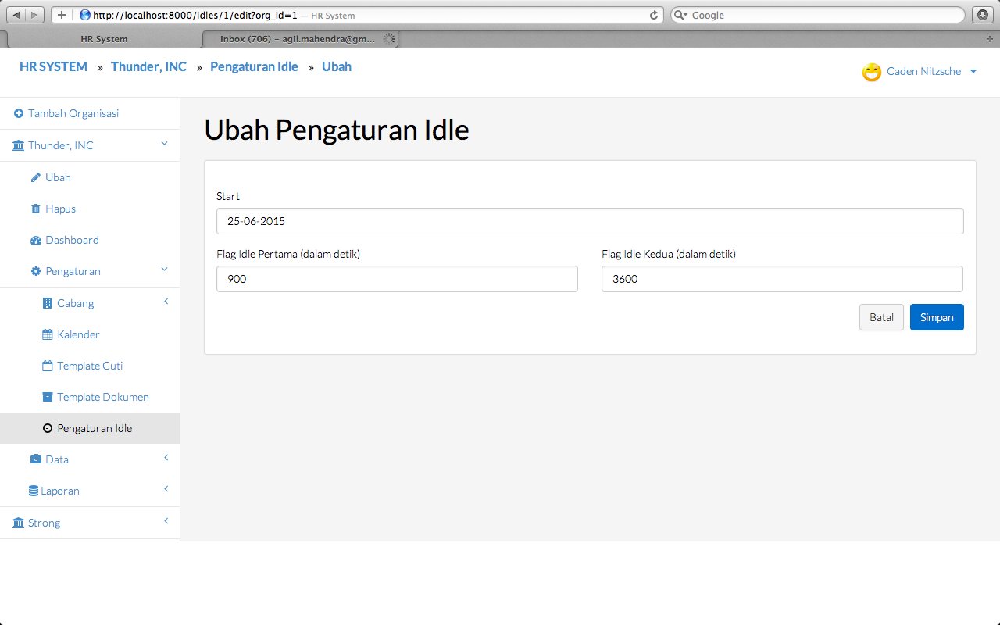 http://localhost:8000/idles/1/edit?org_id=1 — HR System
Google
HR System
Inbox (706) – agil.mahendra@gm...
HR SYSTEM » Thunder, INC » Pengaturan Idle » Ubah
Caden Nitzsche
Tambah Organisasi
Thunder, INC
Ubah
Hapus
Dashboard
Pengaturan
Cabang
Kalender
Template Cuti
Template Dokumen
Pengaturan Idle
Data
Laporan
Strong
Ubah Pengaturan Idle
Start
25-06-2015
Flag Idle Pertama (dalam detik)
Flag Idle Kedua (dalam detik)
900
3600
Batal
Simpan